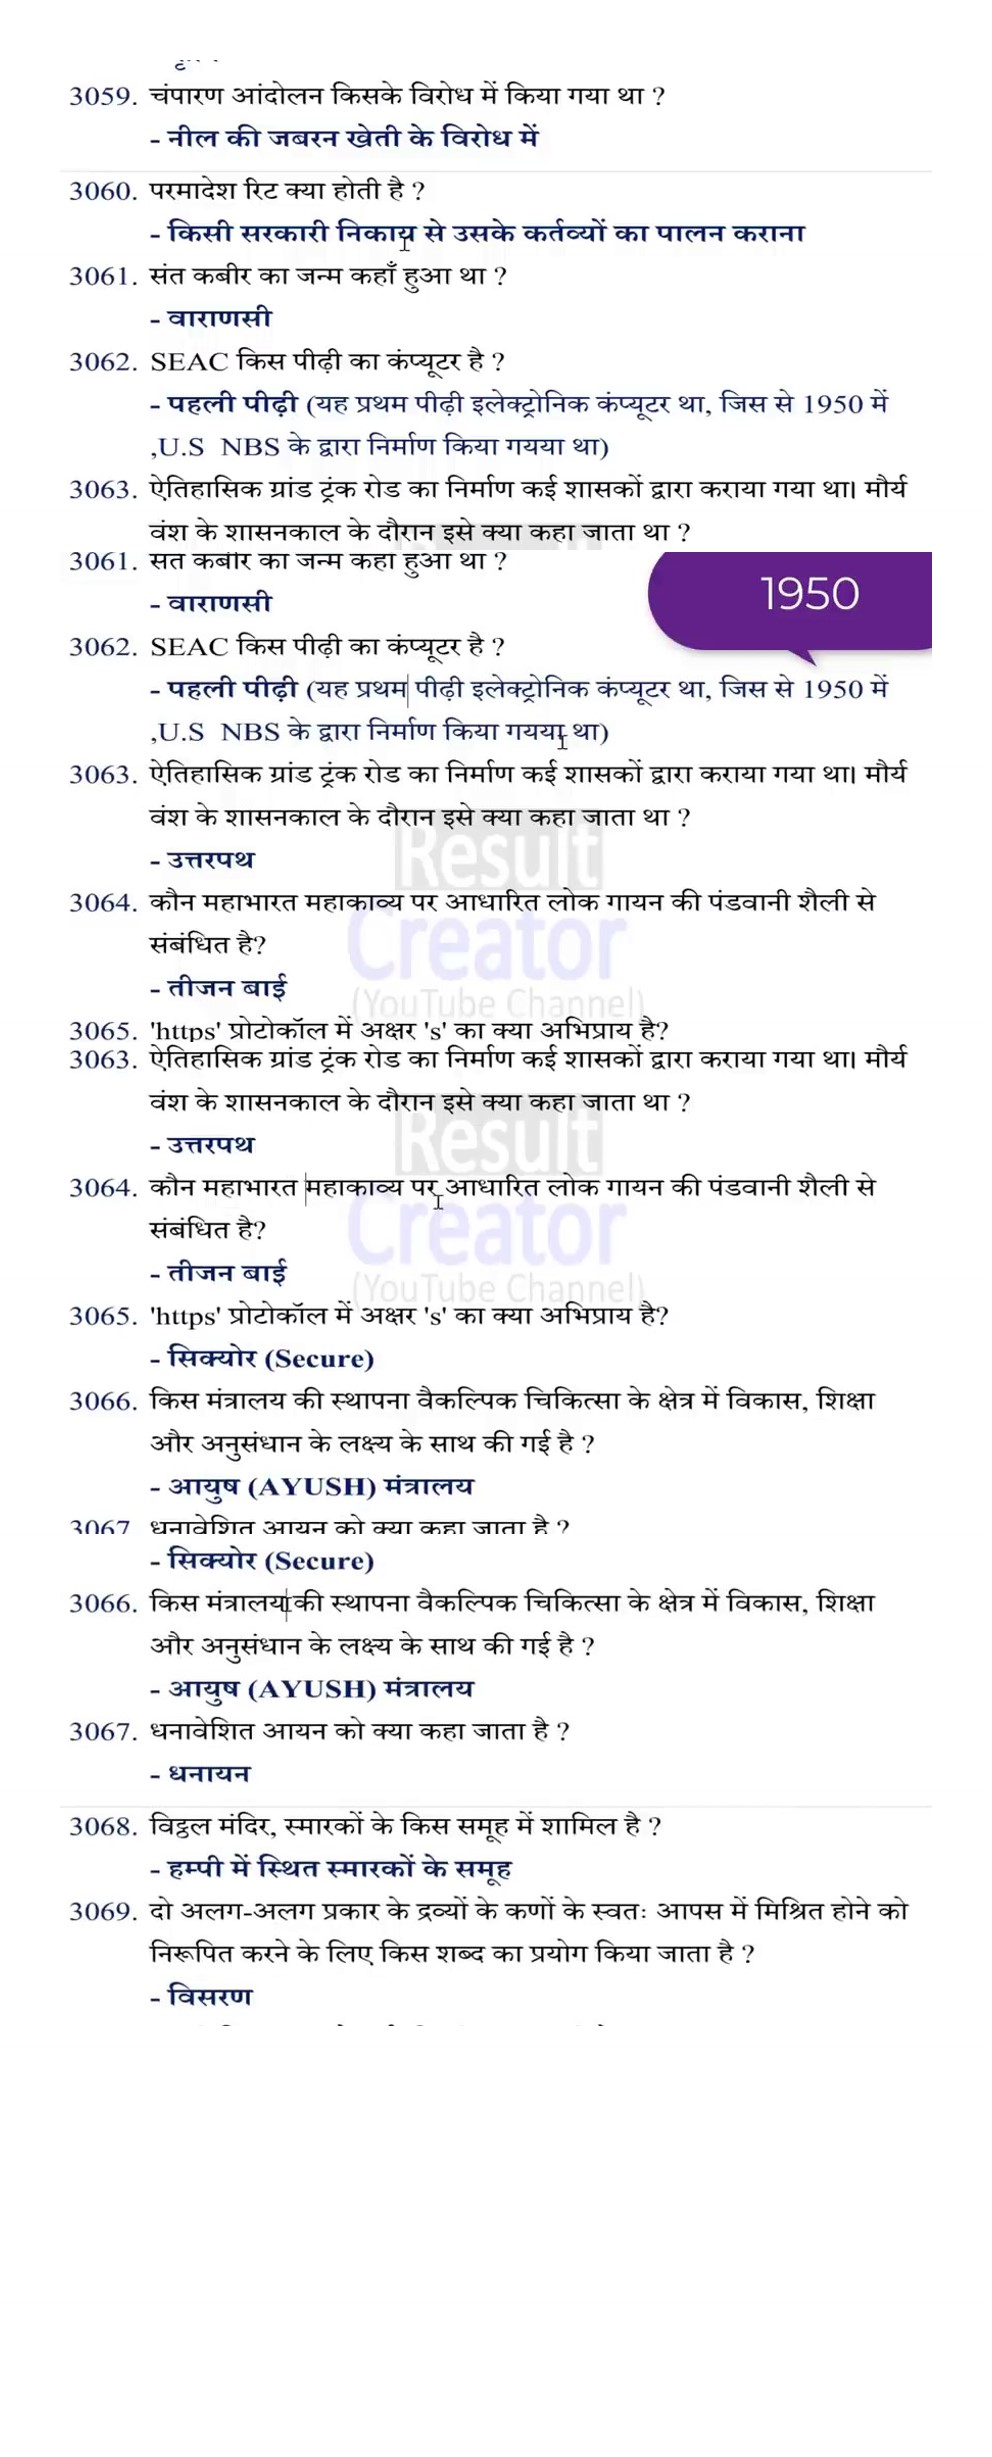 3059. चंपारण आंदोलन किसके विरोध में किया गया था ?
- नील की जबरन खेती के विरोध में
3060. परमादेश रिट क्या होती है ?
- किसी सरकारी निकाय से उसके कर्तव्यों का पालन कराना
3061. संत कबीर का जन्म कहाँ हुआ था ?
- वाराणसी
3062. SEAC किस पीढ़ी का कंप्यूटर है ?
- पहली पीढ़ी (यह प्रथम पीढ़ी इलेक्ट्रोनिक कंप्यूटर था, जिस से 1950 में
,U.S NBS के द्वारा निर्माण किया गयया था)
3063. ऐतिहासिक ग्रांड ट्रंक रोड का निर्माण कई शासकों द्वारा कराया गया था। मौर्य
वंश के शासनकाल के दौरान इसे क्या कहा जाता था ?
3061. संत कबीर का जन्म कहाँ हुआ था ?
1950
- वाराणसी
3062. SEAC किस पीढ़ी का कंप्यूटर है ?
- पहली पीढ़ी (यह प्रथम पीढ़ी इलेक्ट्रोनिक कंप्यूटर था, जिस से 1950 में
,U.S NBS के द्वारा निर्माण किया गयया था)
3063. ऐतिहासिक ग्रांड ट्रंक रोड का निर्माण कई शासकों द्वारा कराया गया था। मौर्य
वंश के शासनकाल के दौरान इसे क्या कहा जाता था ?
Result
- उत्तरपथ
3064. कौन महाभारत महाकाव्य पर आधारित लोक गायन की पंडवानी शैली से
संबंधित है?
Creator
- तीजन बाई
(YouTube Channel)
3065. 'https' प्रोटोकॉल में अक्षर 's' का क्या अभिप्राय है?
3063. ऐतिहासिक ग्रांड ट्रंक रोड का निर्माण कई शासकों द्वारा कराया गया था। मौर्य
वंश के शासनकाल के दौरान इसे क्या कहा जाता था ?
Result
- उत्तरपथ
3064. कौन महाभारत महाकाव्य पर आधारित लोक गायन की पंडवानी शैली से
संबंधित है?
Creator
- तीजन बाई
(YouTube Channel)
3065. 'https' प्रोटोकॉल में अक्षर 's' का क्या अभिप्राय है?
- सिक्योर (Secure)
3066. किस मंत्रालय की स्थापना वैकल्पिक चिकित्सा के क्षेत्र में विकास, शिक्षा
और अनुसंधान के लक्ष्य के साथ की गई है ?
- आयुष (AYUSH) मंत्रालय
3067. धनावेशित आयन को क्या कहा जाता है ?
- सिक्योर (Secure)
3066. किस मंत्रालय की स्थापना वैकल्पिक चिकित्सा के क्षेत्र में विकास, शिक्षा
और अनुसंधान के लक्ष्य के साथ की गई है ?
- आयुष (AYUSH) मंत्रालय
3067. धनावेशित आयन को क्या कहा जाता है ?
- धनायन
3068. विट्ठल मंदिर, स्मारकों के किस समूह में शामिल है ?
- हम्पी में स्थित स्मारकों के समूह
3069. दो अलग-अलग प्रकार के द्रव्यों के कणों के स्वतः आपस में मिश्रित होने को
निरूपित करने के लिए किस शब्द का प्रयोग किया जाता है ?
- विसरण